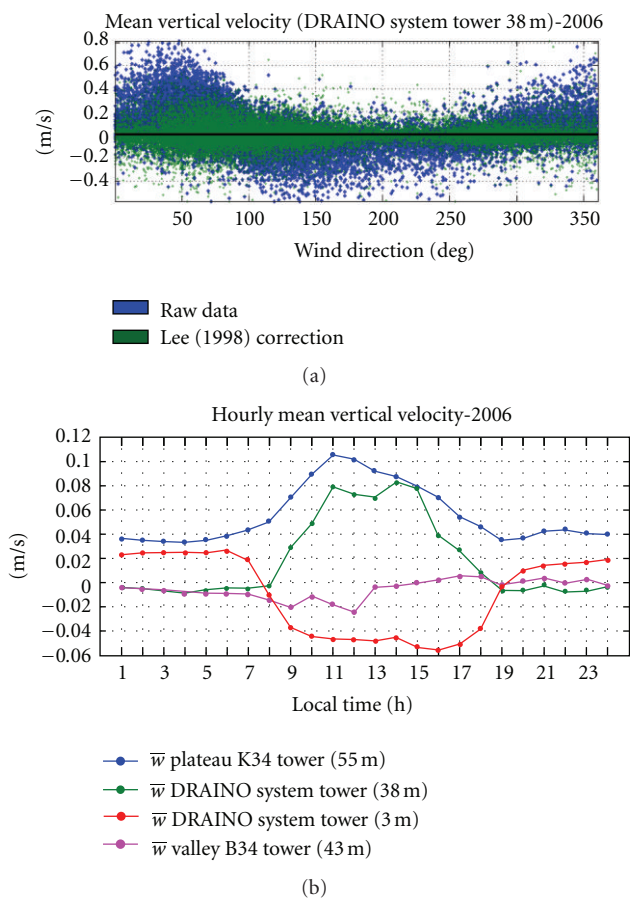 Mean vertical velocity (DRAINO system tower 38 m)-2006
0.8
0.6
0.4
0.2
0
−0.2
−0.4
(m/s)
50 100 150 200 250 300 350
Wind direction (deg)
Raw data
Lee (1998) correction
(a)
Hourly mean vertical velocity-2006
0.12
0.1
0.08
0.06
0.04
0.02
0
−0.02
−0.04
−0.06
(m/s)
1 3 5 7 9 11 13 15 17 19 21 23
Local time (h)
w̅ plateau K34 tower (55 m)
w̅ DRAINO system tower (38 m)
w̅ DRAINO system tower (3 m)
w̅ valley B34 tower (43 m)
(b)